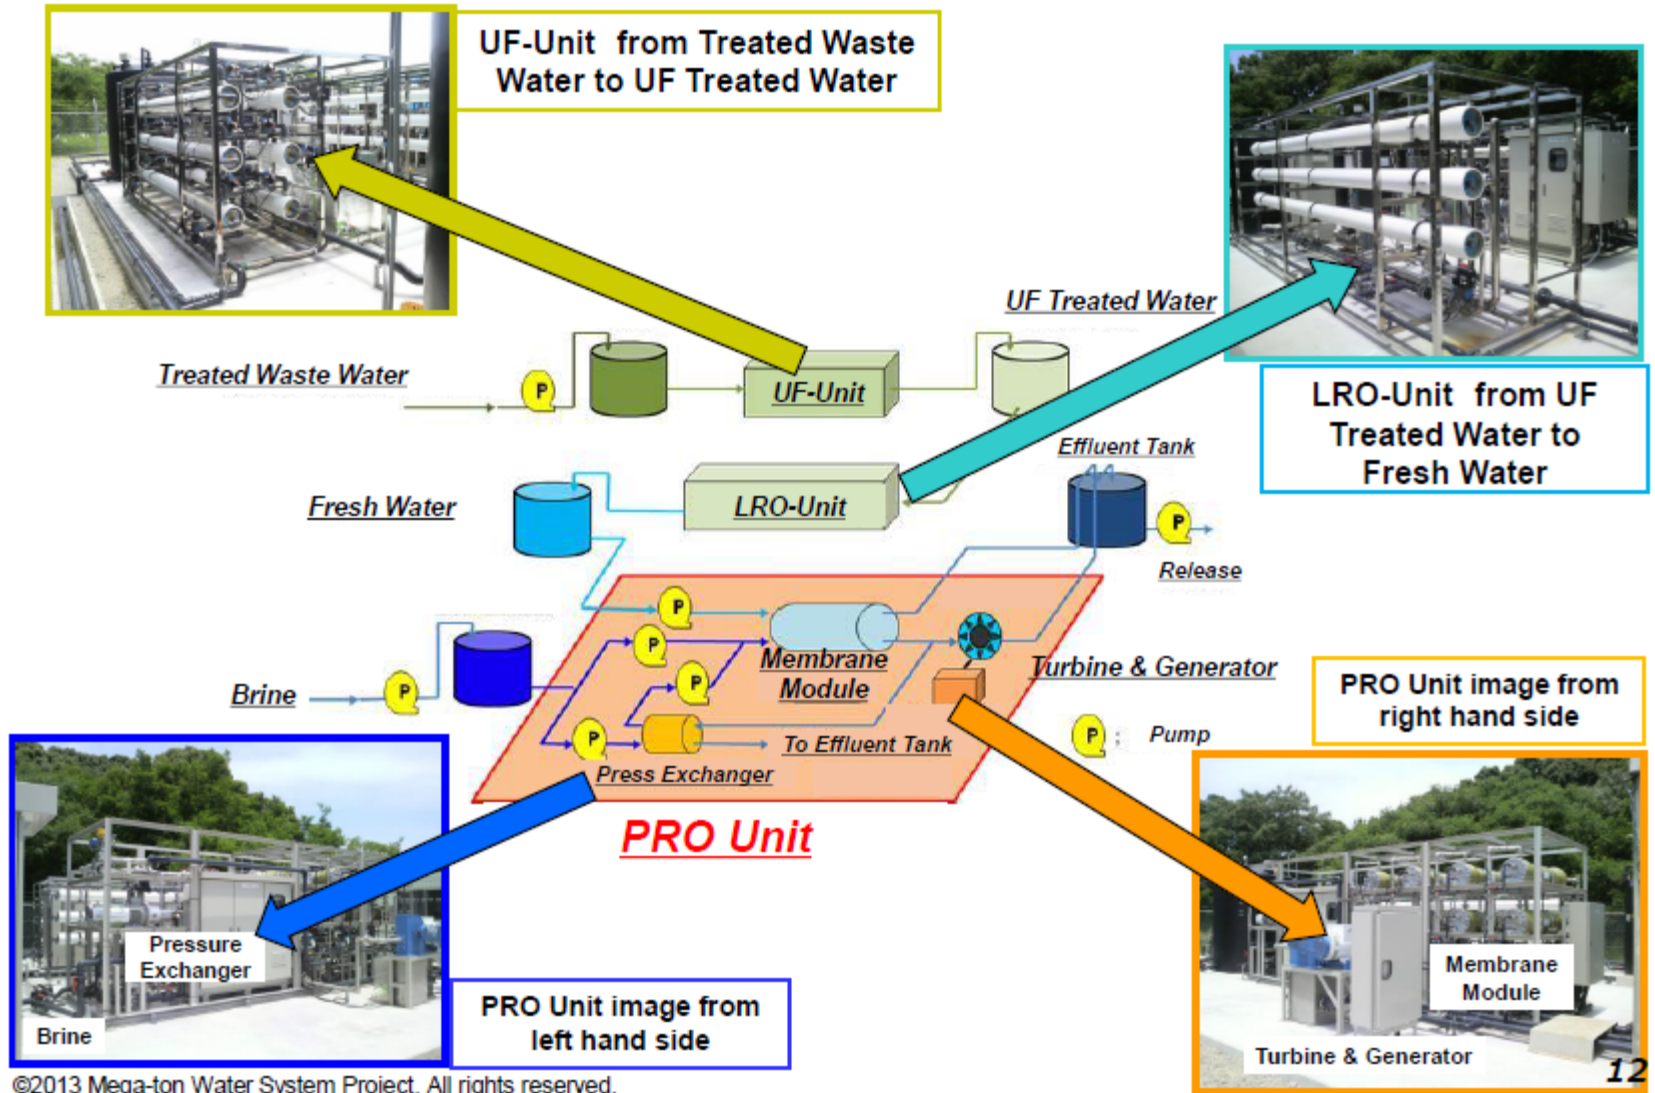 UF-Unit from Treated Waste
Water to UF Treated Water
UF Treated Water
Treated Waste Water
P
UF-Unit
LRO-Unit from UF
Treated Water to
Fresh Water
Effluent Tank
Fresh Water
LRO-Unit
P
Release
P
P
Membrane
Module
Turbine & Generator
Brine
P
P
P
To Effluent Tank
Press Exchanger
P
: Pump
PRO Unit image from
right hand side
PRO Unit
Pressure
Exchanger
Brine
PRO Unit image from
left hand side
Membrane
Module
Turbine & Generator
12
©2013 Mega-ton Water System Project. All rights reserved.